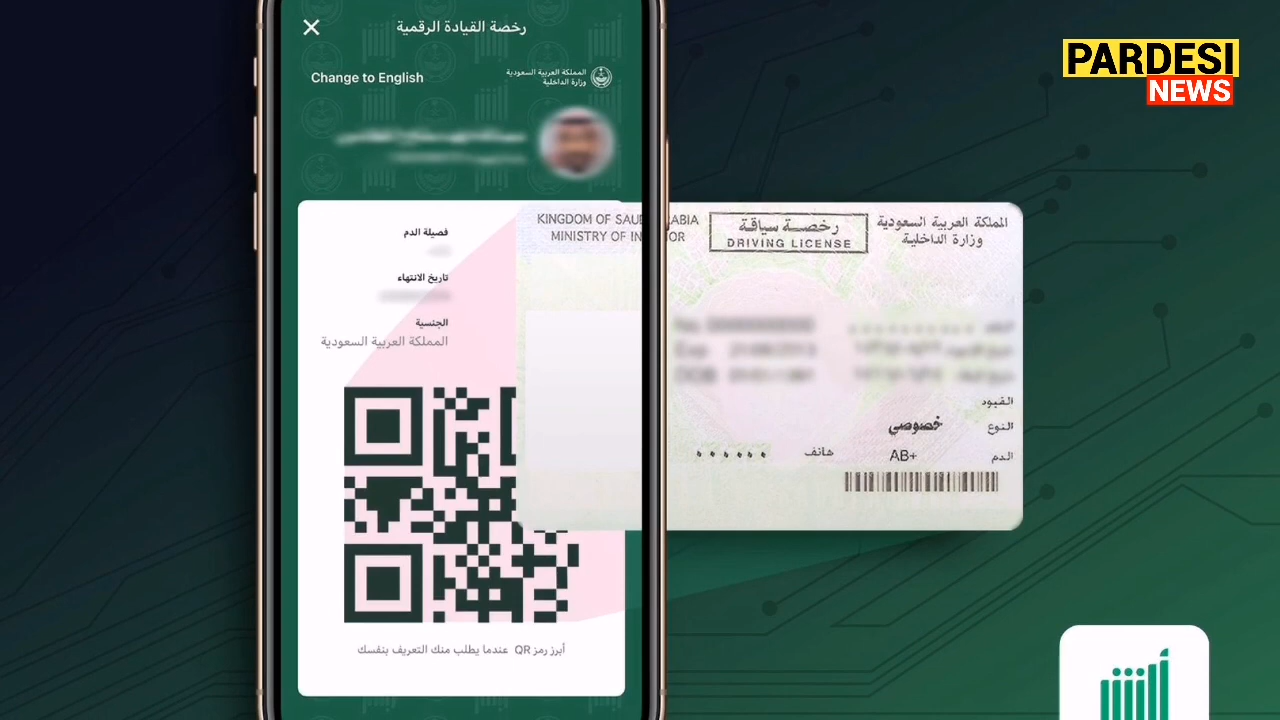 PARDESI
NEWS
رخصة القيادة الرقمية
Change to English
المملكة العربية السعودية
وزارة الداخلية
فصيلة الدم
تاريخ الانتهاء
الجنسية
المملكة العربية السعودية
أبرز رمز QR عندما يطلب منك التعريف بنفسك
KINGDOM OF SAUDI ARABIA
MINISTRY OF INTERIOR
رخصة سياقة
DRIVING LICENSE
المملكة العربية السعودية
وزارة الداخلية
القيود
النوع خصوصي
الدم AB+
هاتف